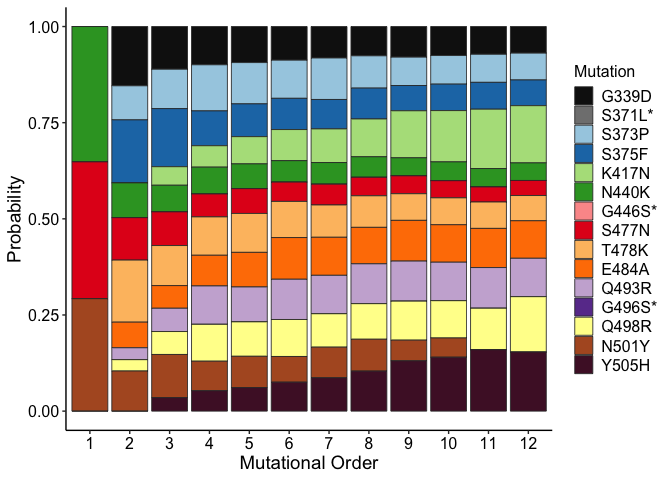 1.00
0.75
0.50
0.25
0.00
Probability
1 2 3 4 5 6 7 8 9 10 11 12
Mutational Order
Mutation
G339D
S371L*
S373P
S375F
K417N
N440K
G446S*
S477N
T478K
E484A
Q493R
G496S*
Q498R
N501Y
Y505H